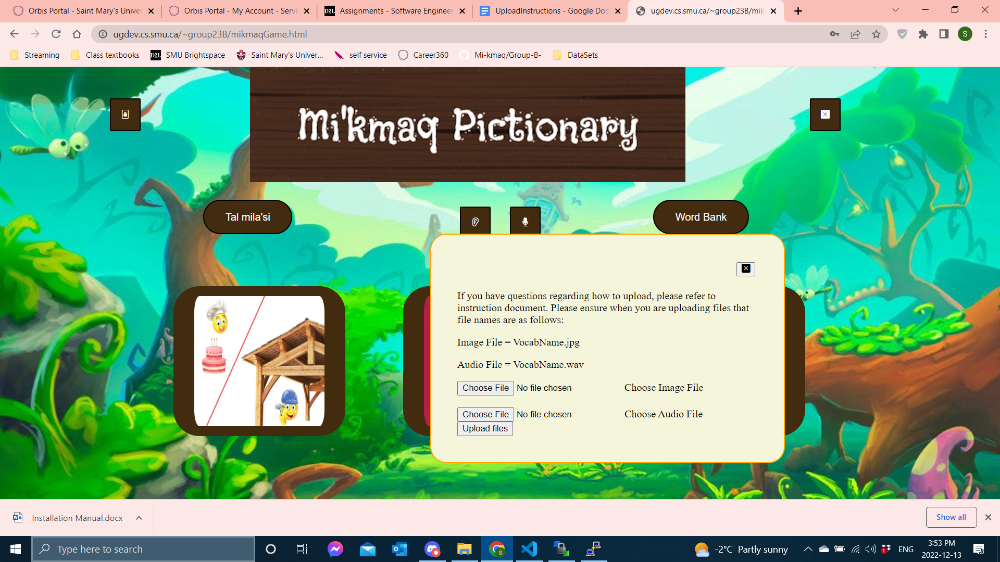 Orbis Portal - Saint Mary's Univer
Orbis Portal - My Account - Servi
D2L Assignments - Software Engineer
UploadInstructions - Google Doc
ugdev.cs.smu.ca/~group23B/mik
ugdev.cs.smu.ca/~group23B/mikmaqGame.html
S
Streaming
Class textbooks
D2L SMU Brightspace
Saint Mary's Univer...
self service
Career360
Mi-kmaq/Group-B-
DataSets
Mi'kmaq Pictionary
Tal mila'si
Word Bank
If you have questions regarding how to upload, please refer to
instruction document. Please ensure when you are uploading files that
file names are as follows:
Image File = VocabName.jpg
Audio File = VocabName.wav
Choose File No file chosen Choose Image File
Choose File No file chosen Choose Audio File
Upload files
Installation Manual.docx
Show all
Type here to search
S
-2°C Partly sunny
1
ENG
3:53 PM
2022-12-13